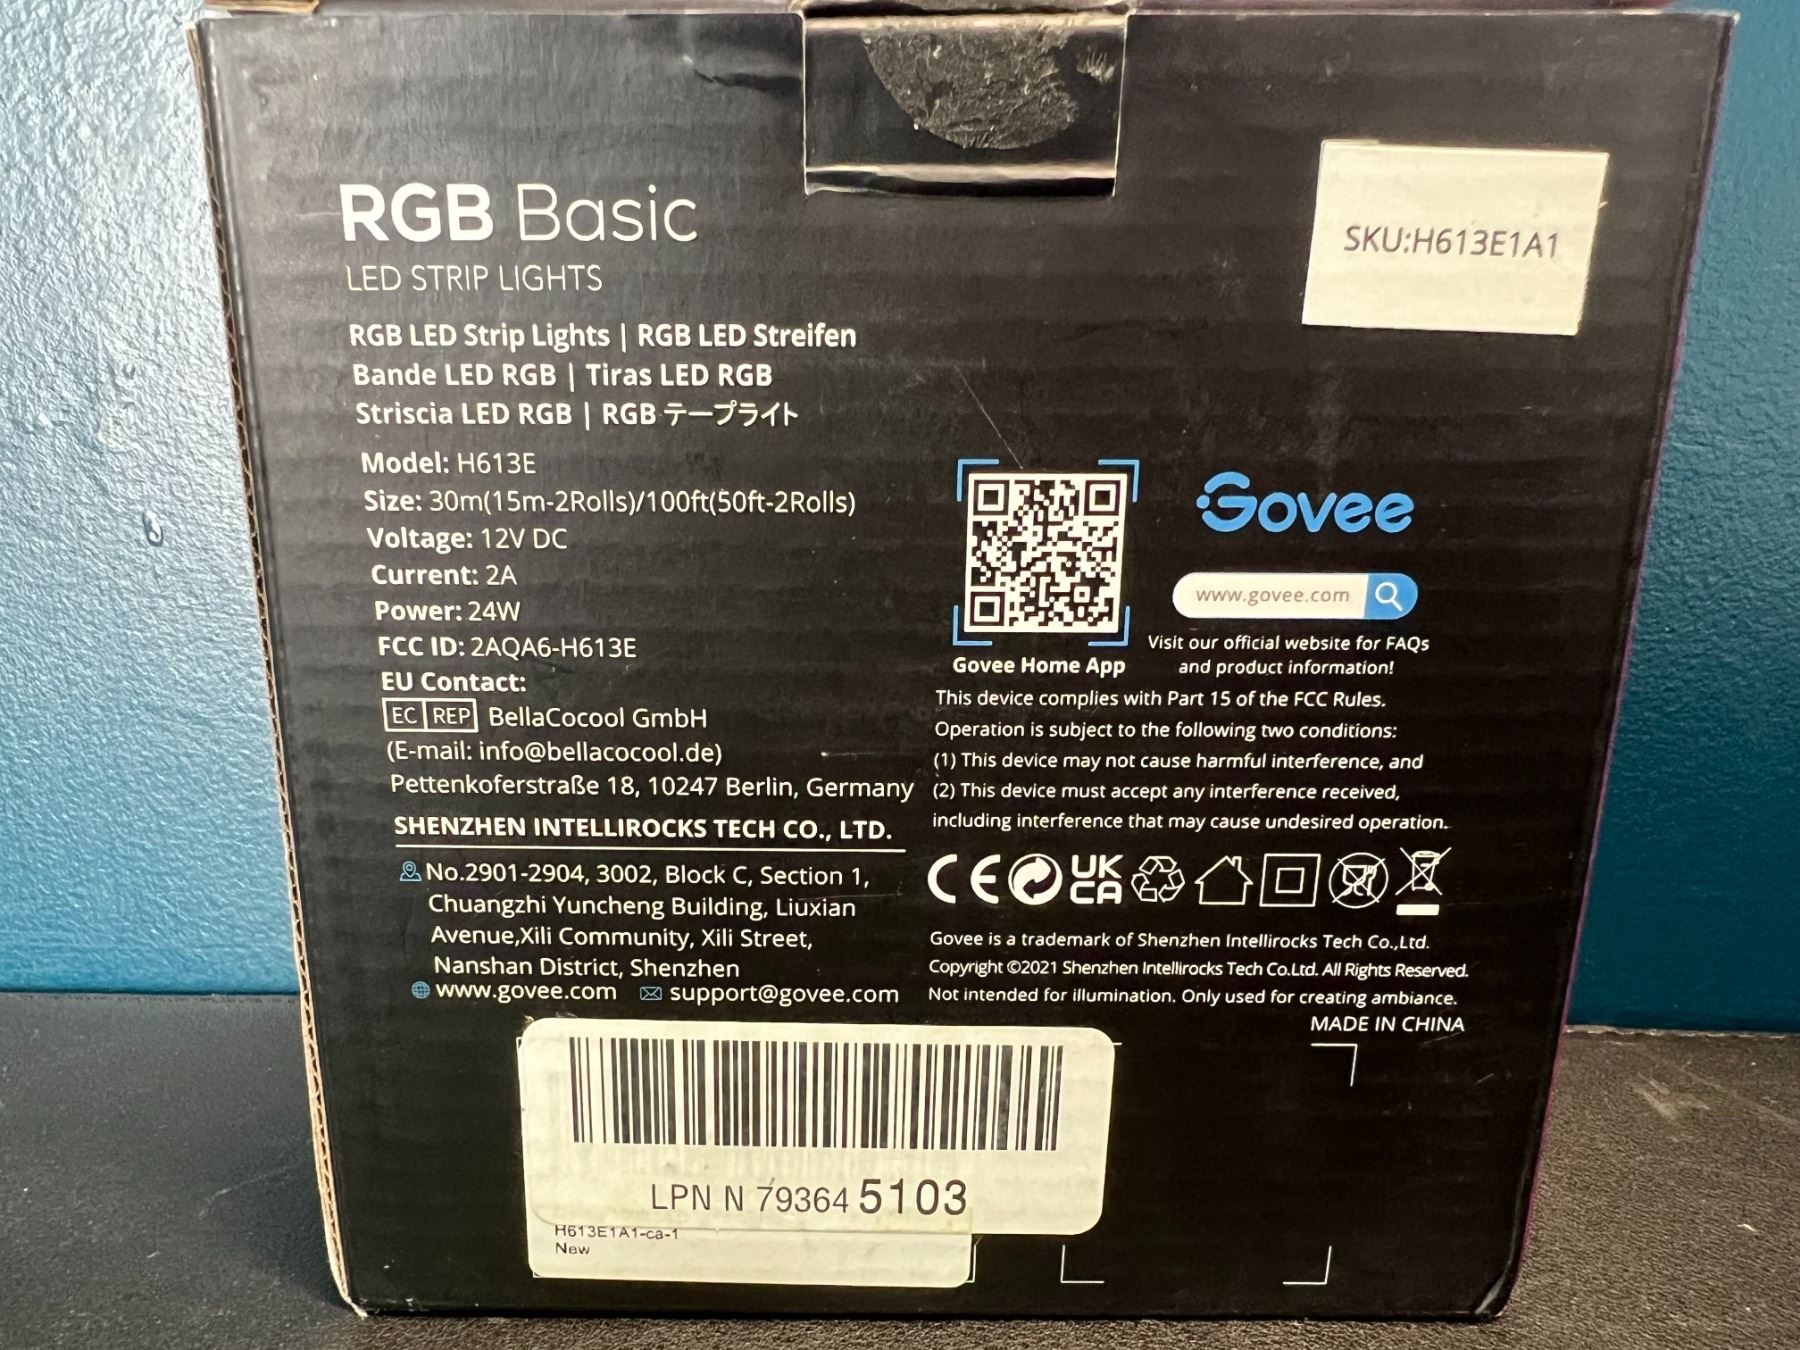 RGB Basic
LED STRIP LIGHTS
RGB LED Strip Lights | RGB LED Streifen
Bande LED RGB | Tiras LED RGB
Striscia LED RGB | RGB テープライト
Model: H613E
Size: 30m(15m-2Rolls)/100ft(50ft-2Rolls)
Voltage: 12V DC
Current: 2A
Power: 24W
FCC ID: 2AQA6-H613E
EU Contact:
EC REP BellaCocool GmbH
(E-mail: info@bellacocool.de)
Pettenkoferstraße 18, 10247 Berlin, Germany
SHENZHEN INTELLIROCKS TECH CO., LTD.
No.2901-2904, 3002, Block C, Section 1,
Chuangzhi Yuncheng Building, Liuxian
Avenue,Xili Community, Xili Street,
Nanshan District, Shenzhen
www.govee.com support@govee.com
SKU:H613E1A1
Govee
www.govee.com
Visit our official website for FAQs
and product information!
Govee Home App
This device complies with Part 15 of the FCC Rules.
Operation is subject to the following two conditions:
(1) This device may not cause harmful interference, and
(2) This device must accept any interference received,
including interference that may cause undesired operation.
CE UK
CA
Govee is a trademark of Shenzhen Intellirocks Tech Co.,Ltd.
Copyright ©2021 Shenzhen Intellirocks Tech Co.Ltd. All Rights Reserved.
Not intended for illumination. Only used for creating ambiance.
MADE IN CHINA
LPN N 79364 5103
H613E1A1-ca-1
New